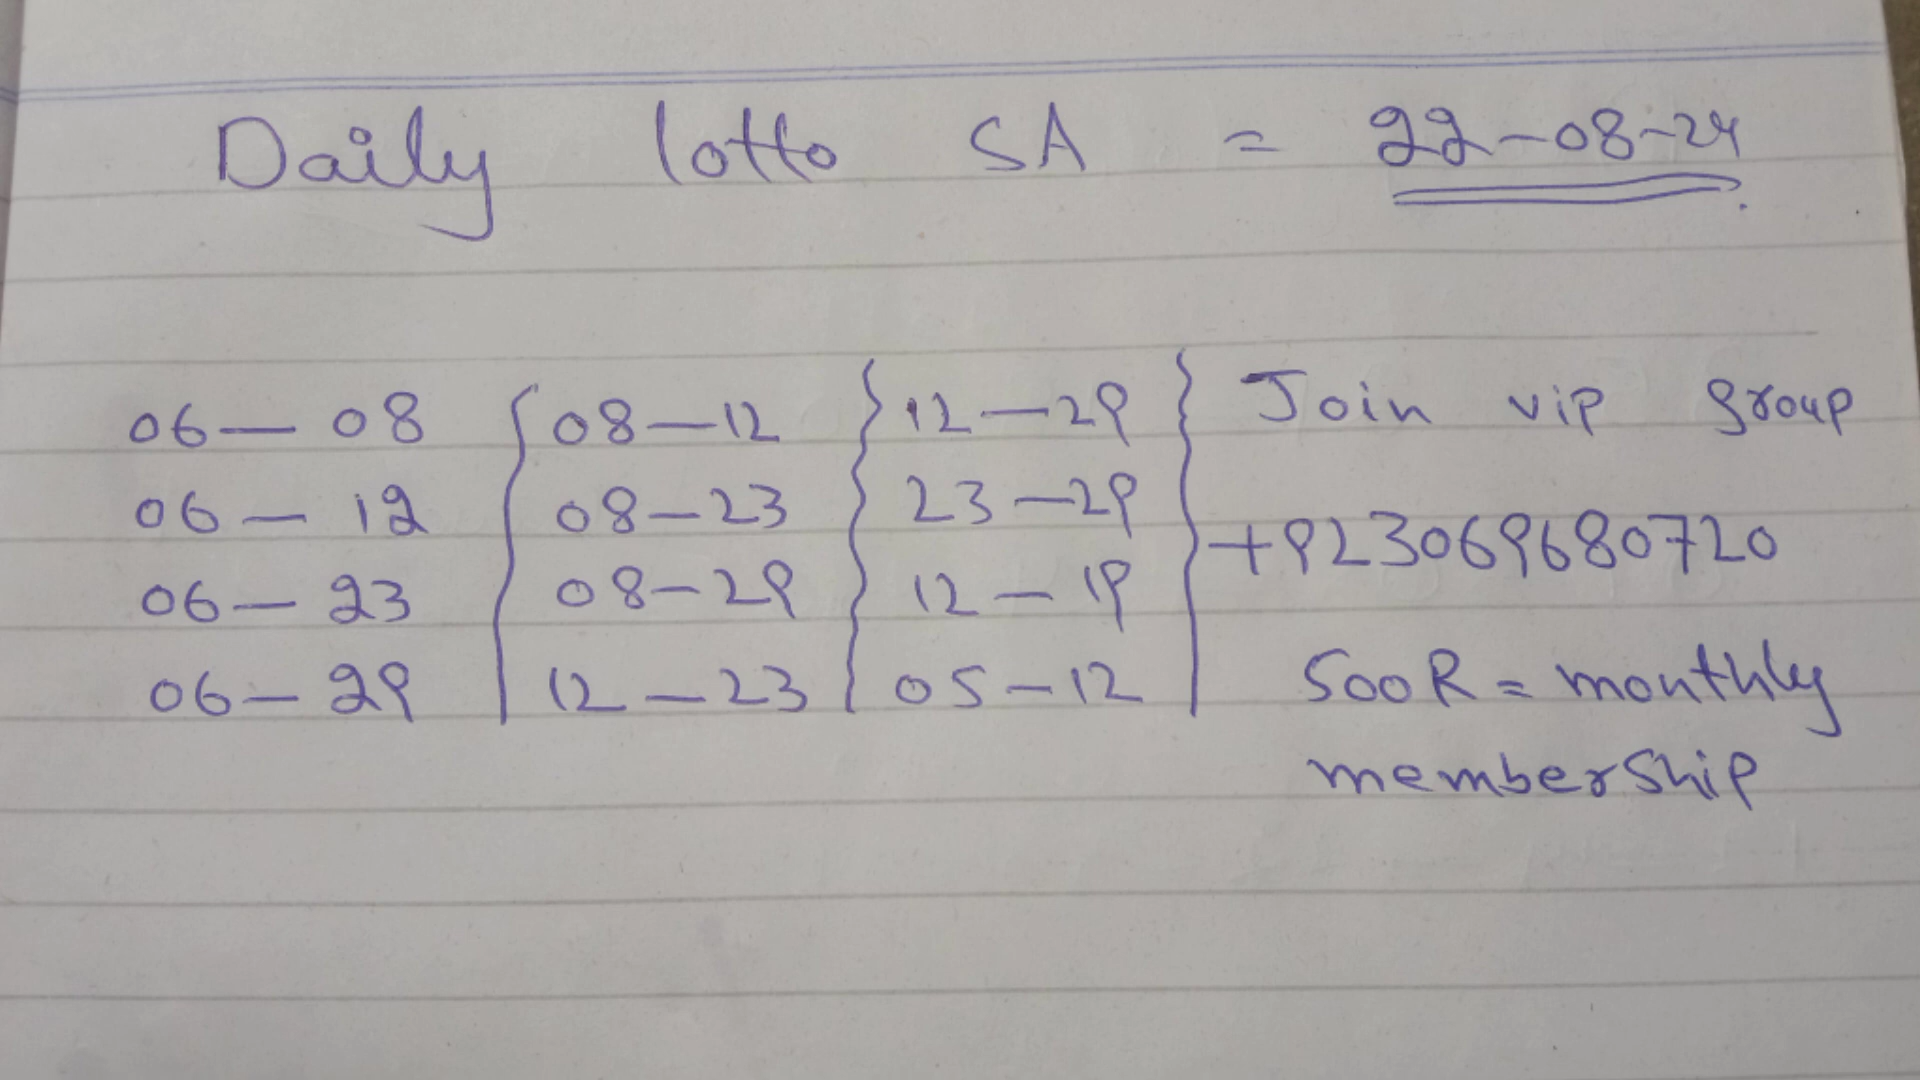 Daily lotto SA = 22-08-24
06 - 08 { 08 - 12 } 12 - 29 } Join vip group
06 - 12 08 - 23 23 - 29
+923069680720
06 - 23 08 - 29 12 - 19
06 - 29 12 - 23 05 - 12 500R = monthly
membership